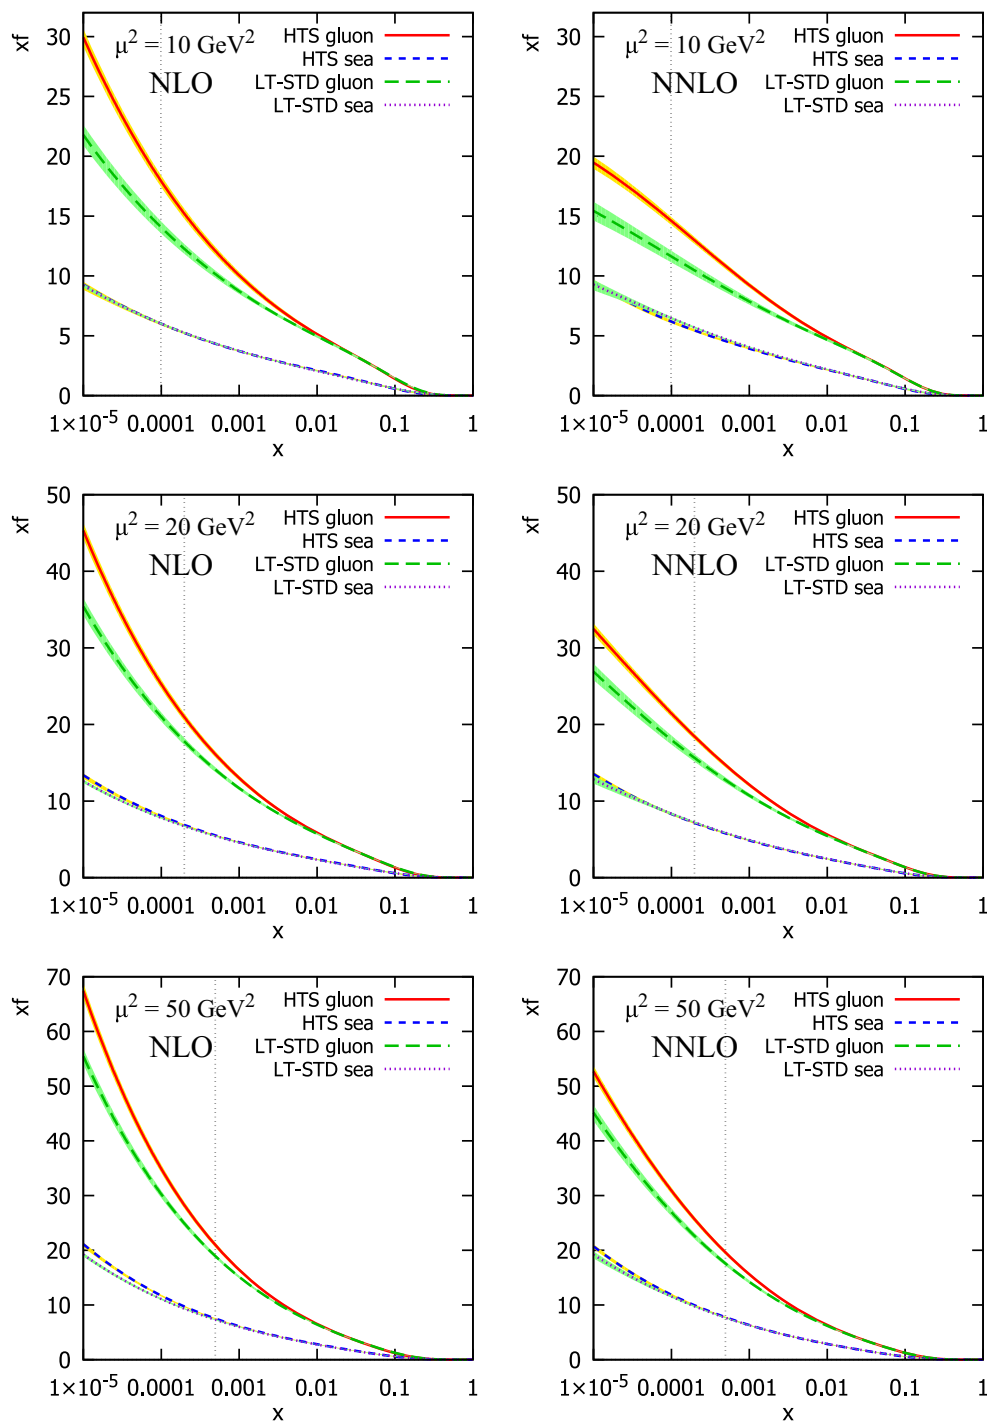 xf
μ² = 10 GeV²
NLO
HTS gluon
HTS sea
LT-STD gluon
LT-STD sea
30
25
20
15
10
5
0
1×10⁻⁵ 0.0001 0.001 0.01 0.1 1
x
xf
μ² = 10 GeV²
NNLO
HTS gluon
HTS sea
LT-STD gluon
LT-STD sea
30
25
20
15
10
5
0
1×10⁻⁵ 0.0001 0.001 0.01 0.1 1
x
xf
μ² = 20 GeV²
NLO
HTS gluon
HTS sea
LT-STD gluon
LT-STD sea
50
40
30
20
10
0
1×10⁻⁵ 0.0001 0.001 0.01 0.1 1
x
xf
μ² = 20 GeV²
NNLO
HTS gluon
HTS sea
LT-STD gluon
LT-STD sea
50
40
30
20
10
0
1×10⁻⁵ 0.0001 0.001 0.01 0.1 1
x
xf
μ² = 50 GeV²
NLO
HTS gluon
HTS sea
LT-STD gluon
LT-STD sea
70
60
50
40
30
20
10
0
1×10⁻⁵ 0.0001 0.001 0.01 0.1 1
x
xf
μ² = 50 GeV²
NNLO
HTS gluon
HTS sea
LT-STD gluon
LT-STD sea
70
60
50
40
30
20
10
0
1×10⁻⁵ 0.0001 0.001 0.01 0.1 1
x